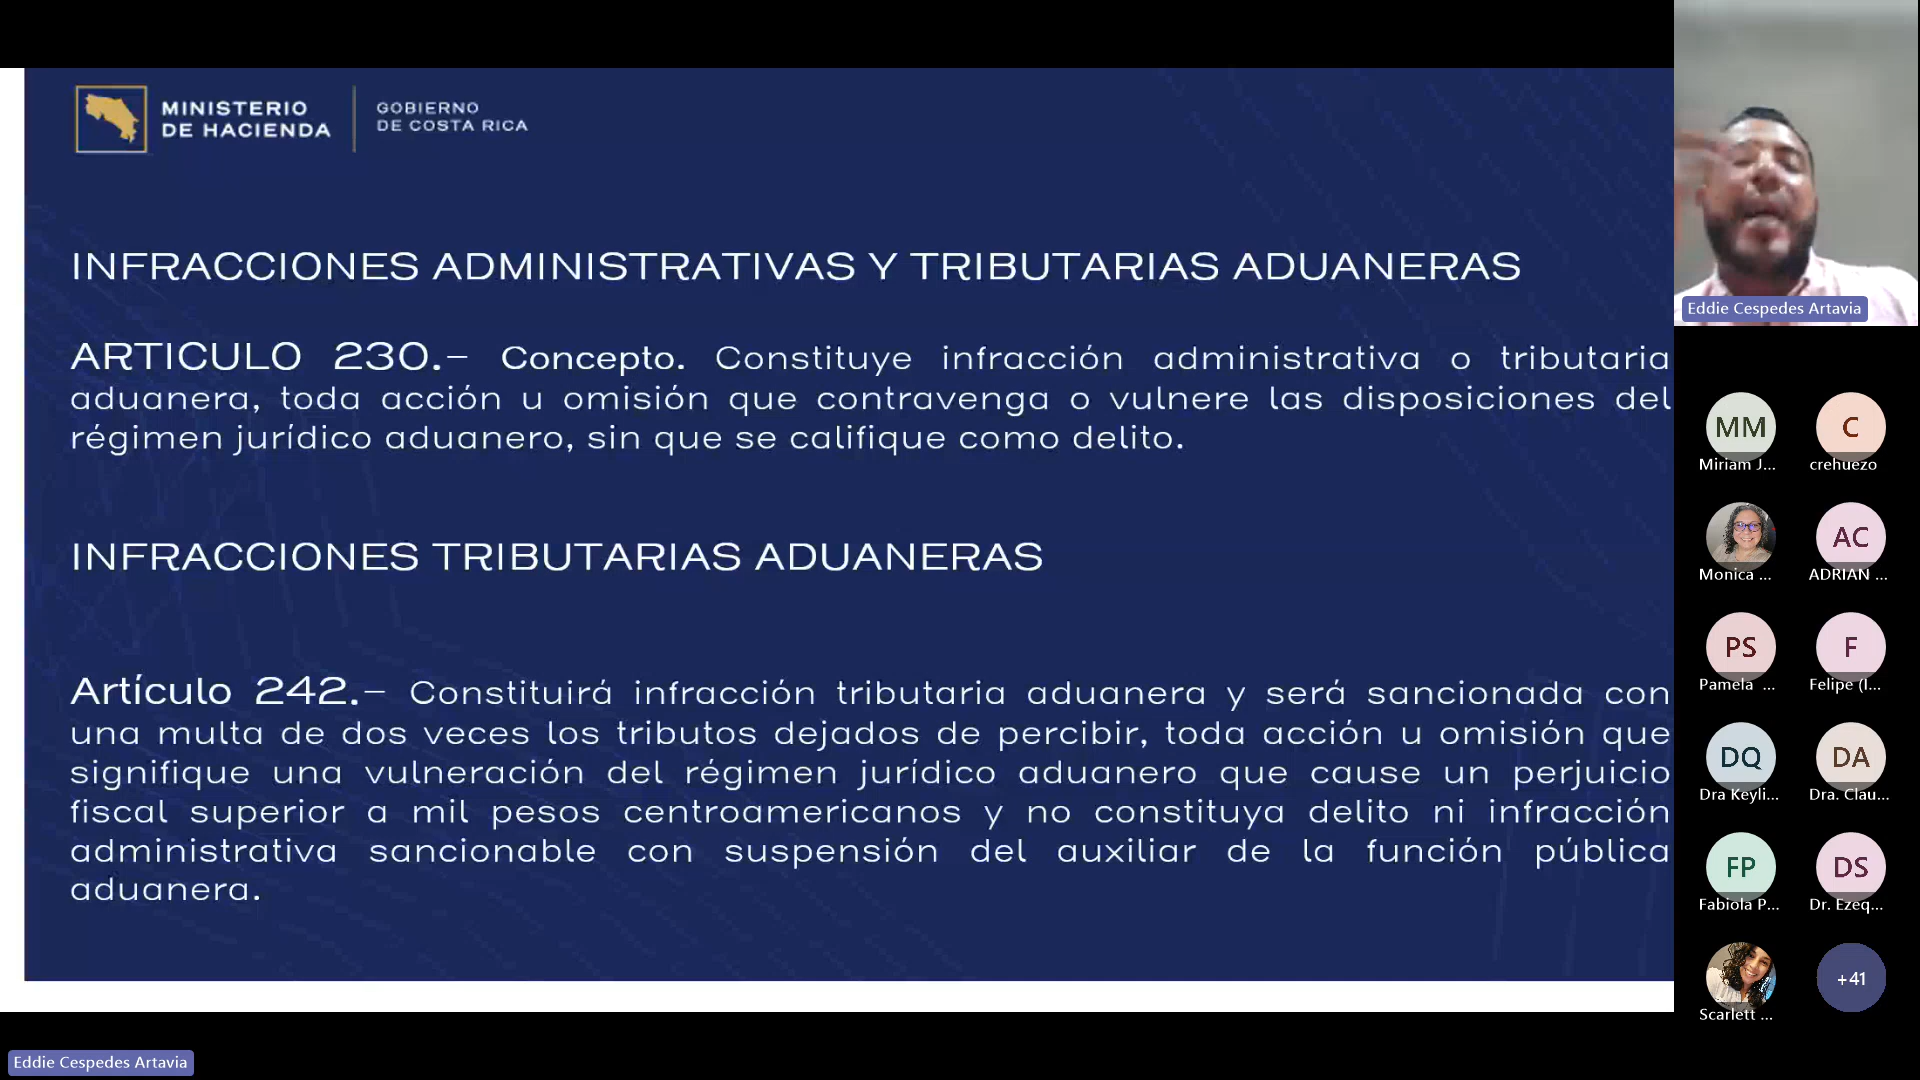 MINISTERIO
DE HACIENDA
GOBIERNO
DE COSTA RICA
INFRACCIONES ADMINISTRATIVAS Y TRIBUTARIAS ADUANERAS
ARTICULO 230.– Concepto. Constituye infracción administrativa o tributaria
aduanera, toda acción u omisión que contravenga o vulnere las disposiciones del
régimen jurídico aduanero, sin que se califique como delito.
INFRACCIONES TRIBUTARIAS ADUANERAS
Artículo 242.– Constituirá infracción tributaria aduanera y será sancionada con
una multa de dos veces los tributos dejados de percibir, toda acción u omisión que
signifique una vulneración del régimen jurídico aduanero que cause un perjuicio
fiscal superior a mil pesos centroamericanos y no constituya delito ni infracción
administrativa sancionable con suspensión del auxiliar de la función pública
aduanera.
Eddie Cespedes Artavia
MM
Miriam J...
C
crehuezo
Monica ...
AC
ADRIAN ...
PS
Pamela ...
F
Felipe (I...
DQ
Dra Keyli...
DA
Dra. Clau...
FP
Fabiola P...
DS
Dr. Ezeq...
Scarlett ...
+41
Eddie Cespedes Artavia